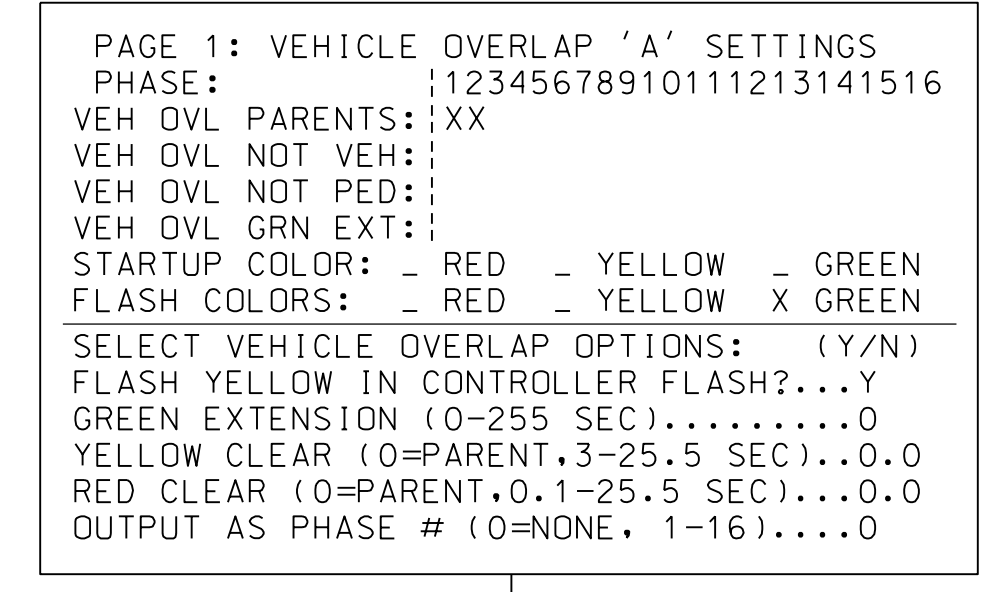 PAGE 1: VEHICLE OVERLAP 'A' SETTINGS
PHASE: ¦12345678910111213141516
VEH OVL PARENTS:¦XX
VEH OVL NOT VEH:¦
VEH OVL NOT PED:¦
VEH OVL GRN EXT:¦
STARTUP COLOR: _ RED _ YELLOW _ GREEN
FLASH COLORS: _ RED _ YELLOW X GREEN
SELECT VEHICLE OVERLAP OPTIONS: (Y/N)
FLASH YELLOW IN CONTROLLER FLASH?...Y
GREEN EXTENSION (0-255 SEC).........0
YELLOW CLEAR (0=PARENT,3-25.5 SEC)..0.0
RED CLEAR (0=PARENT,0.1-25.5 SEC)...0.0
OUTPUT AS PHASE # (0=NONE, 1-16)....0